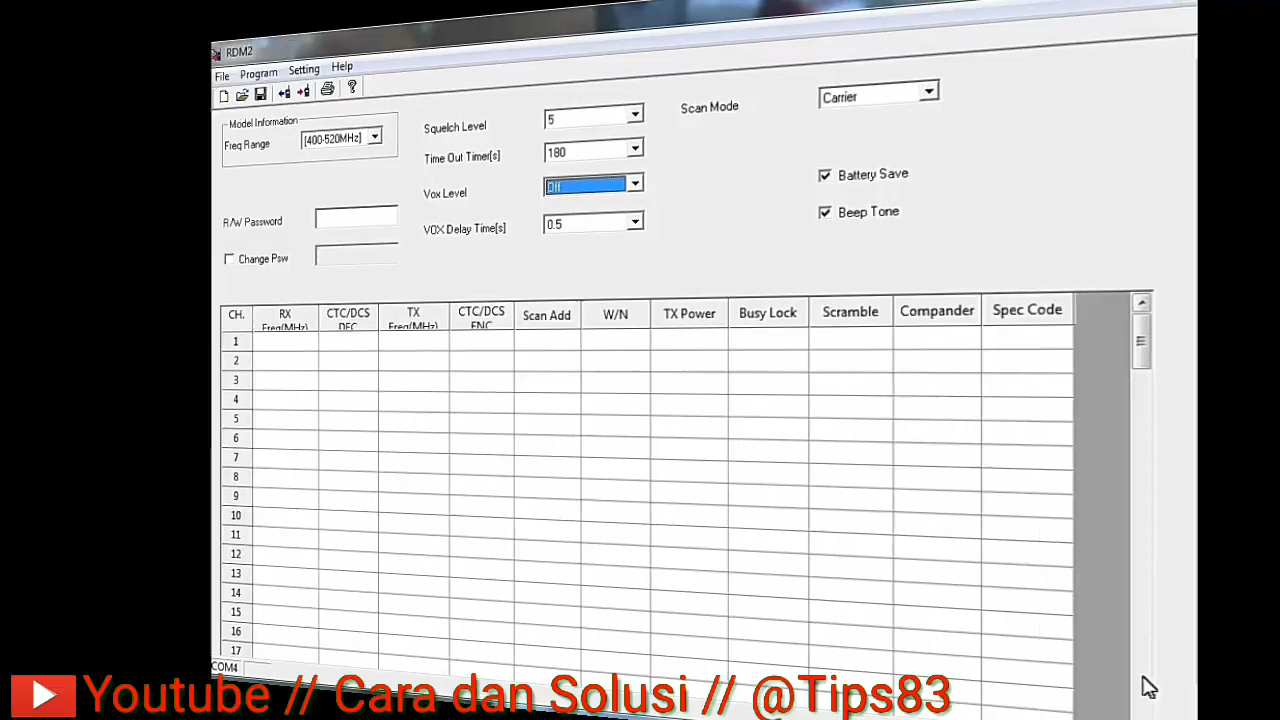 RDM2
File Program Setting Help
Model Information
Freq Range [400-520MHz]
Squelch Level 5
Scan Mode Carrier
Time Out Timer[s] 180
Vox Level Off
Battery Save
R/W Password
VOX Delay Time[s] 0.5
Beep Tone
Change Psw
CH. RX Freq(MHz) CTC/DCS DEC TX Freq(MHz) CTC/DCS ENC Scan Add W/N TX Power Busy Lock Scramble Compander Spec Code
1
2
3
4
5
6
7
8
9
10
11
12
13
14
15
16
17
COM4
Youtube // Cara dan Solusi // @Tips83